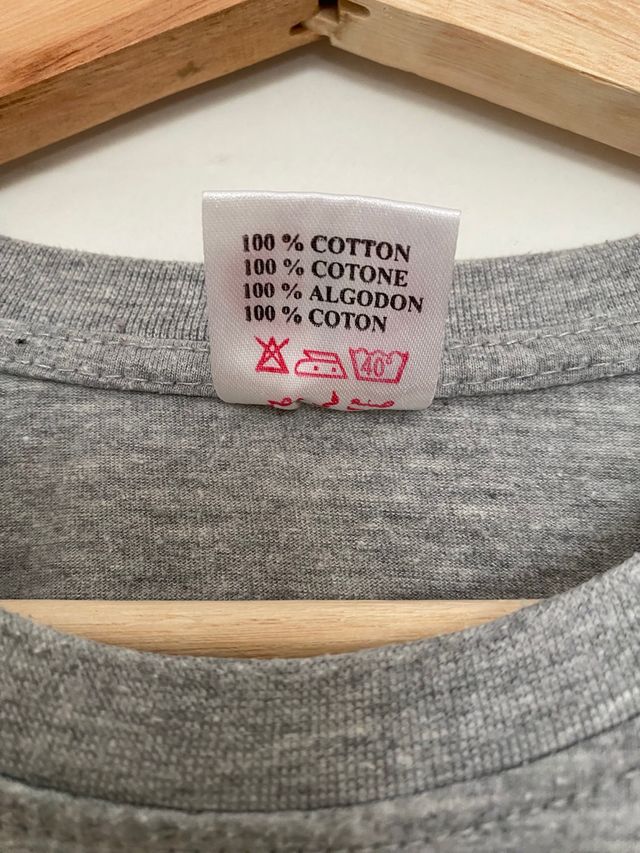 100 % COTTON
100 % COTONE
100 % ALGODON
100 % COTON
40°